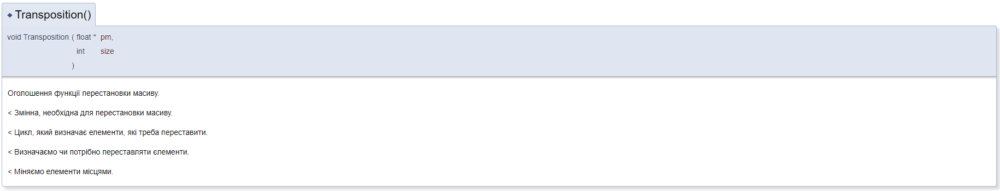 ◆ Transposition()
void Transposition ( float * pm,
int size
)
Оголошення функції перестановки масиву.
< Змінна, необхідна для перестановки масиву.
< Цикл, який визначає елементи, які треба переставити.
< Визначаємо чи потрібно переставляти єлементи.
< Міняємо елементи місцями.